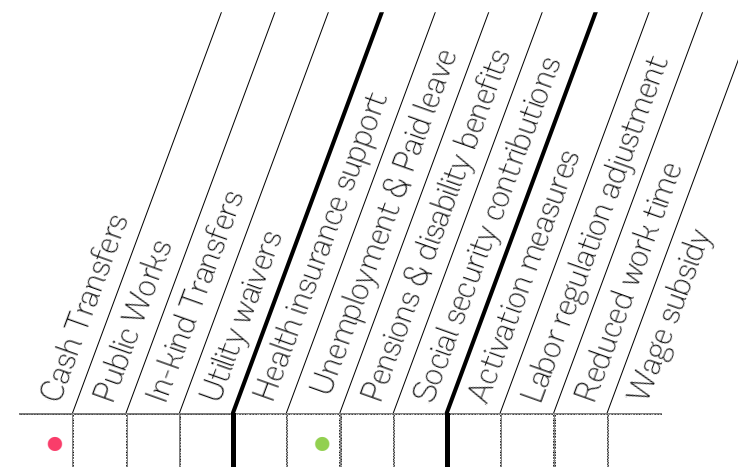 Cash Transfers
Public Works
In-kind Transfers
Utility waivers
Health insurance support
Unemployment & Paid leave
Pensions & disability benefits
Social security contributions
Activation measures
Labor regulation adjustment
Reduced work time
Wage subsidy